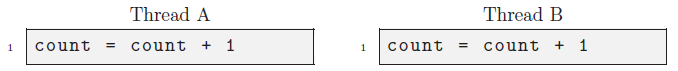 Thread A
1 count = count + 1
Thread B
1 count = count + 1